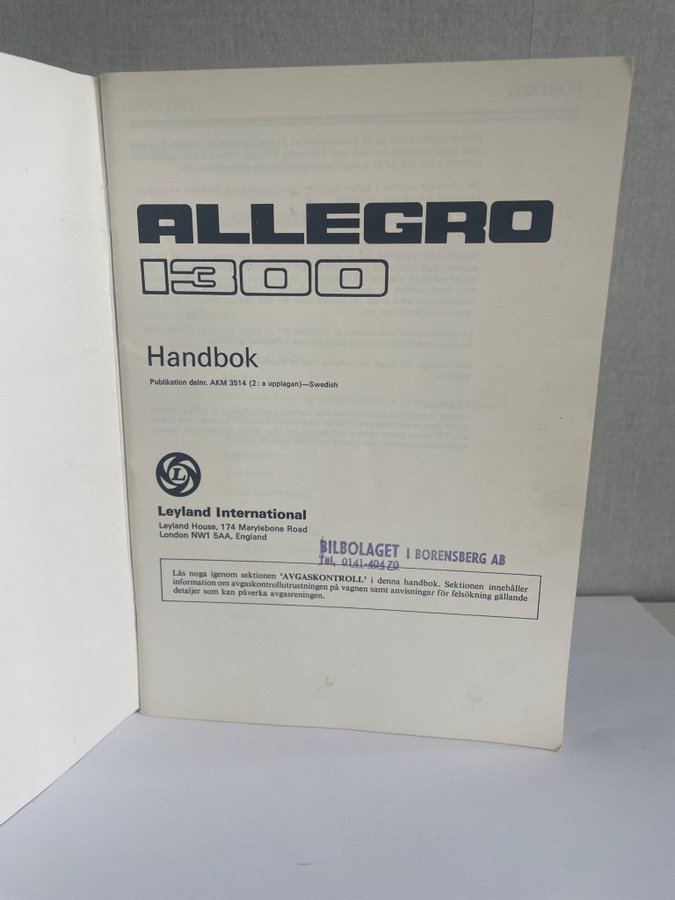 ALLEGRO
1300
Handbok
Publikation delnr. AKM 3514 (2: a upplagan)—Swedish
L
Leyland International
Leyland House, 174 Marylebone Road
London NW1 5AA, England
BILBOLAGET I BORENSBERG AB
Tel. 0141-404 70
Läs noga igenom sektionen 'AVGASKONTROLL' i denna handbok. Sektionen innehåller
information om avgaskontrollutrustningen på vagnen samt anvisningar för felsökning gällande
detaljer som kan påverka avgasreningen.